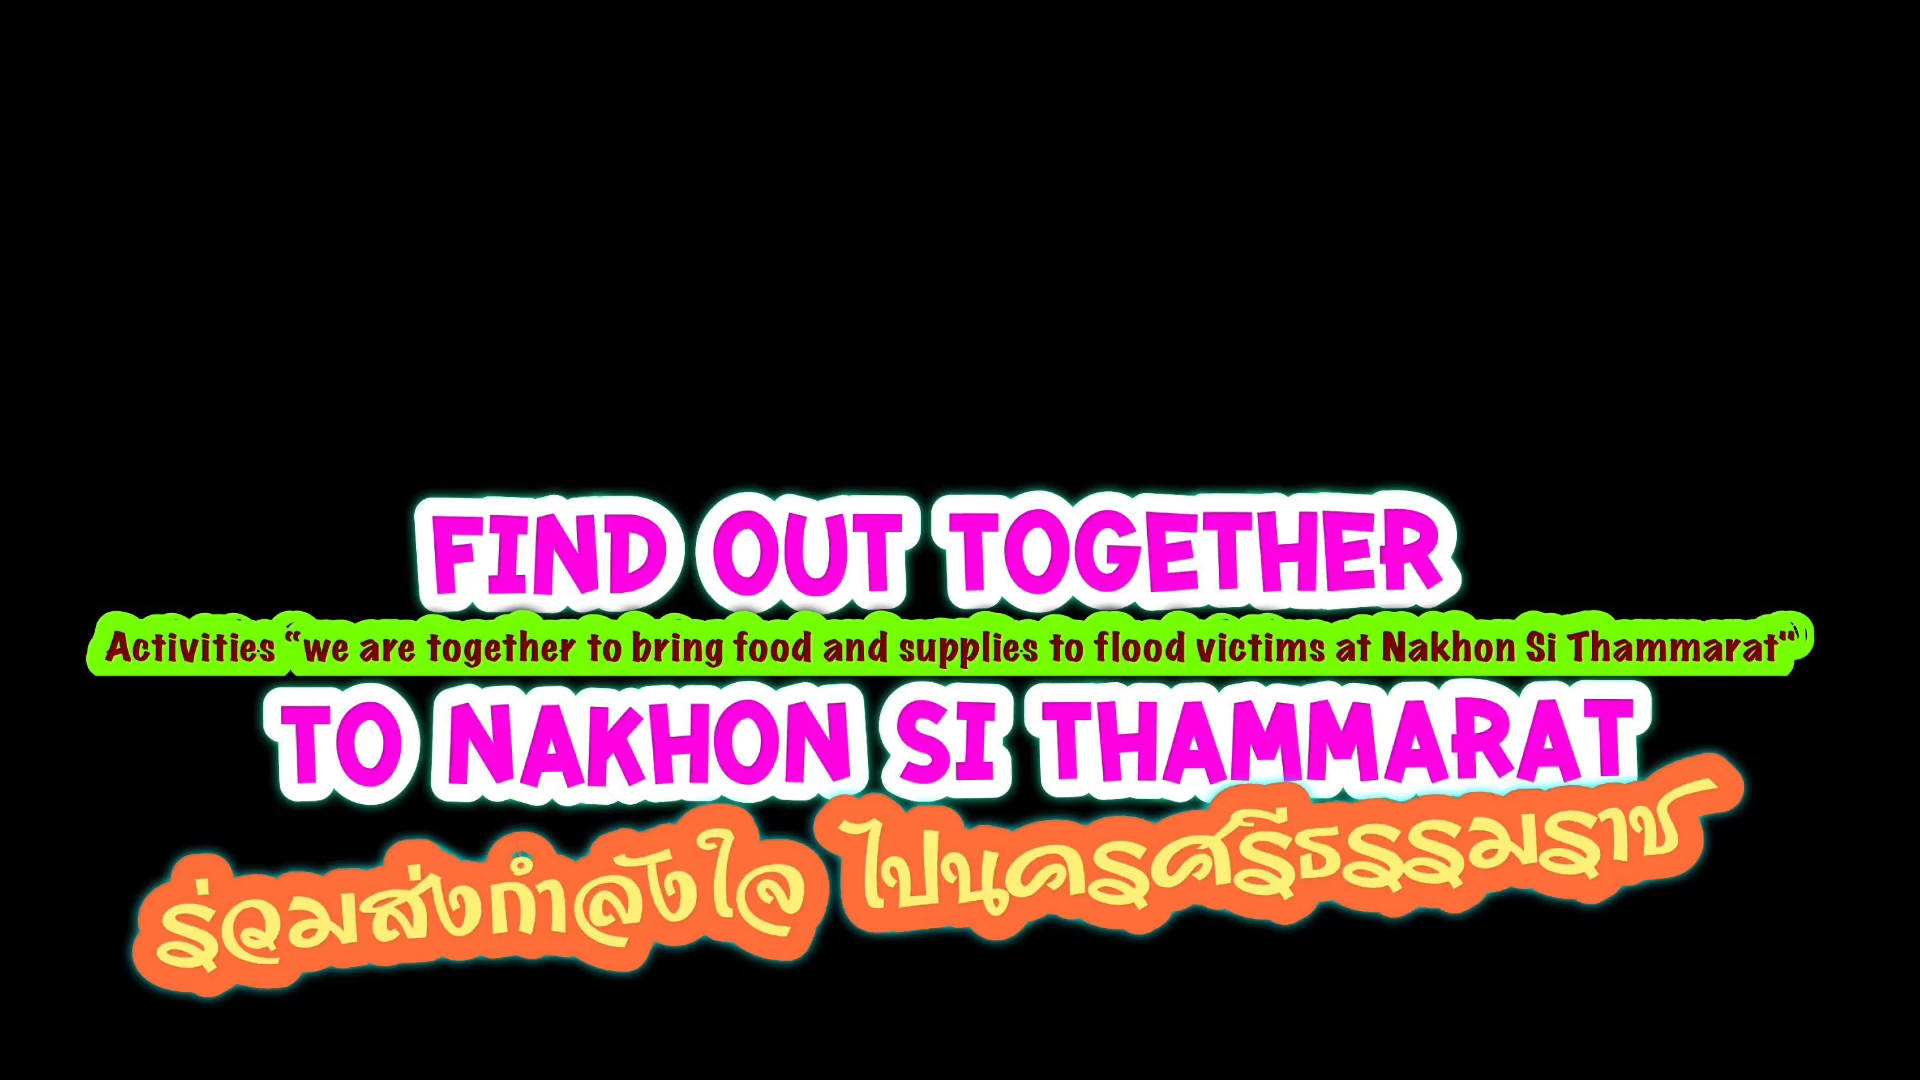 FIND OUT TOGETHER
Activities “we are together to bring food and supplies to flood victims at Nakhon Si Thammarat"
TO NAKHON SI THAMMARAT
ร่วมส่งกำลังใจ ไปนครศรีธรรมราช